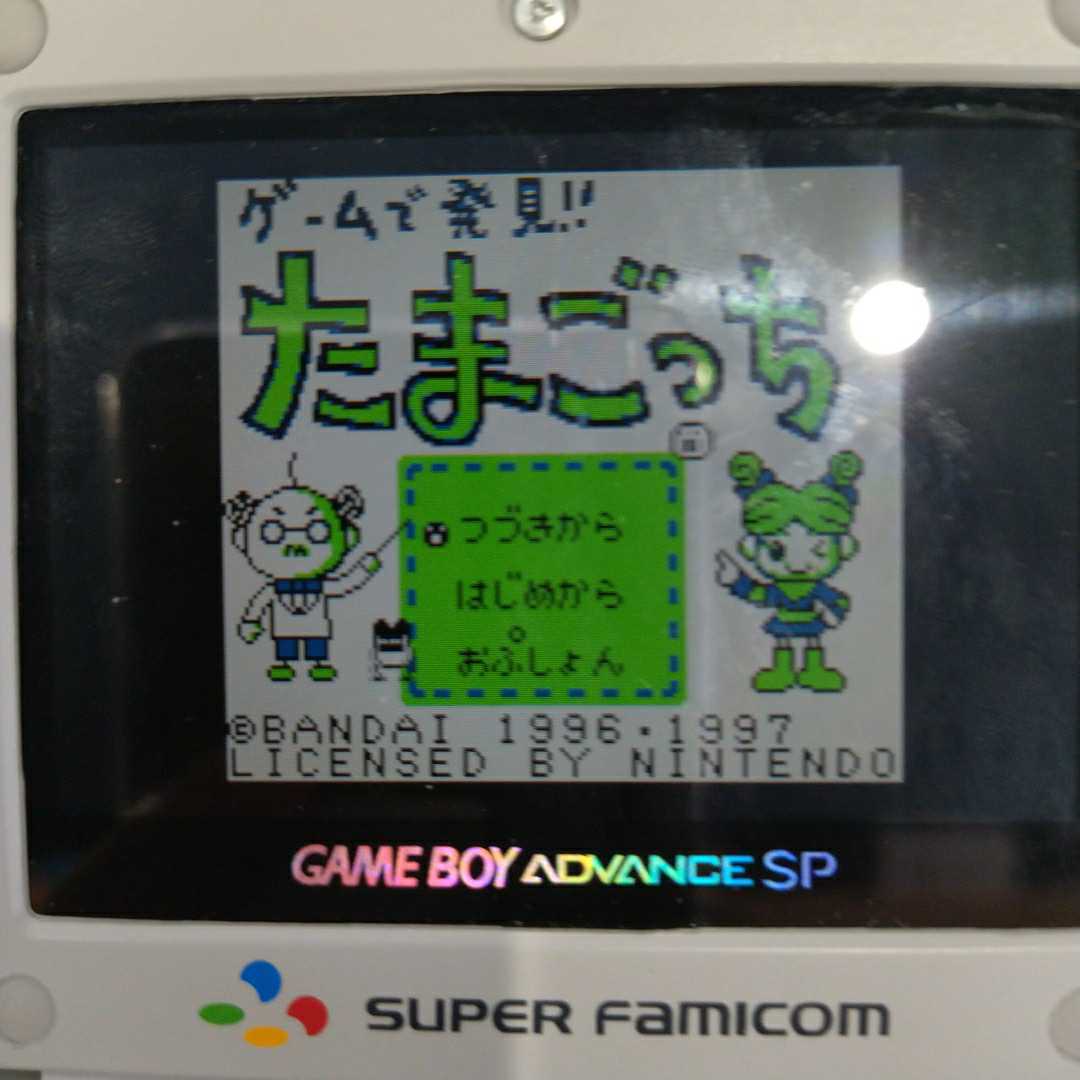 ゲームで発見!!
たまごっち
つづきから
はじめから
おぷしょん
©BANDAI 1996・1997
LICENSED BY NINTENDO
GAME BOY ADVANCE SP
SUPER FAMICOM